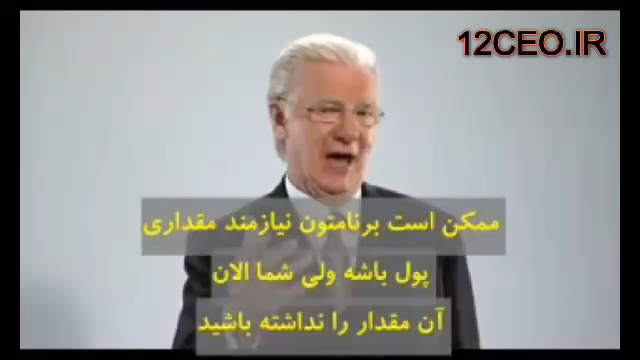 12CEO.IR
ممکن است برنامتون نیازمند مقداری
پول باشه ولی شما الان
آن مقدار را نداشته باشید